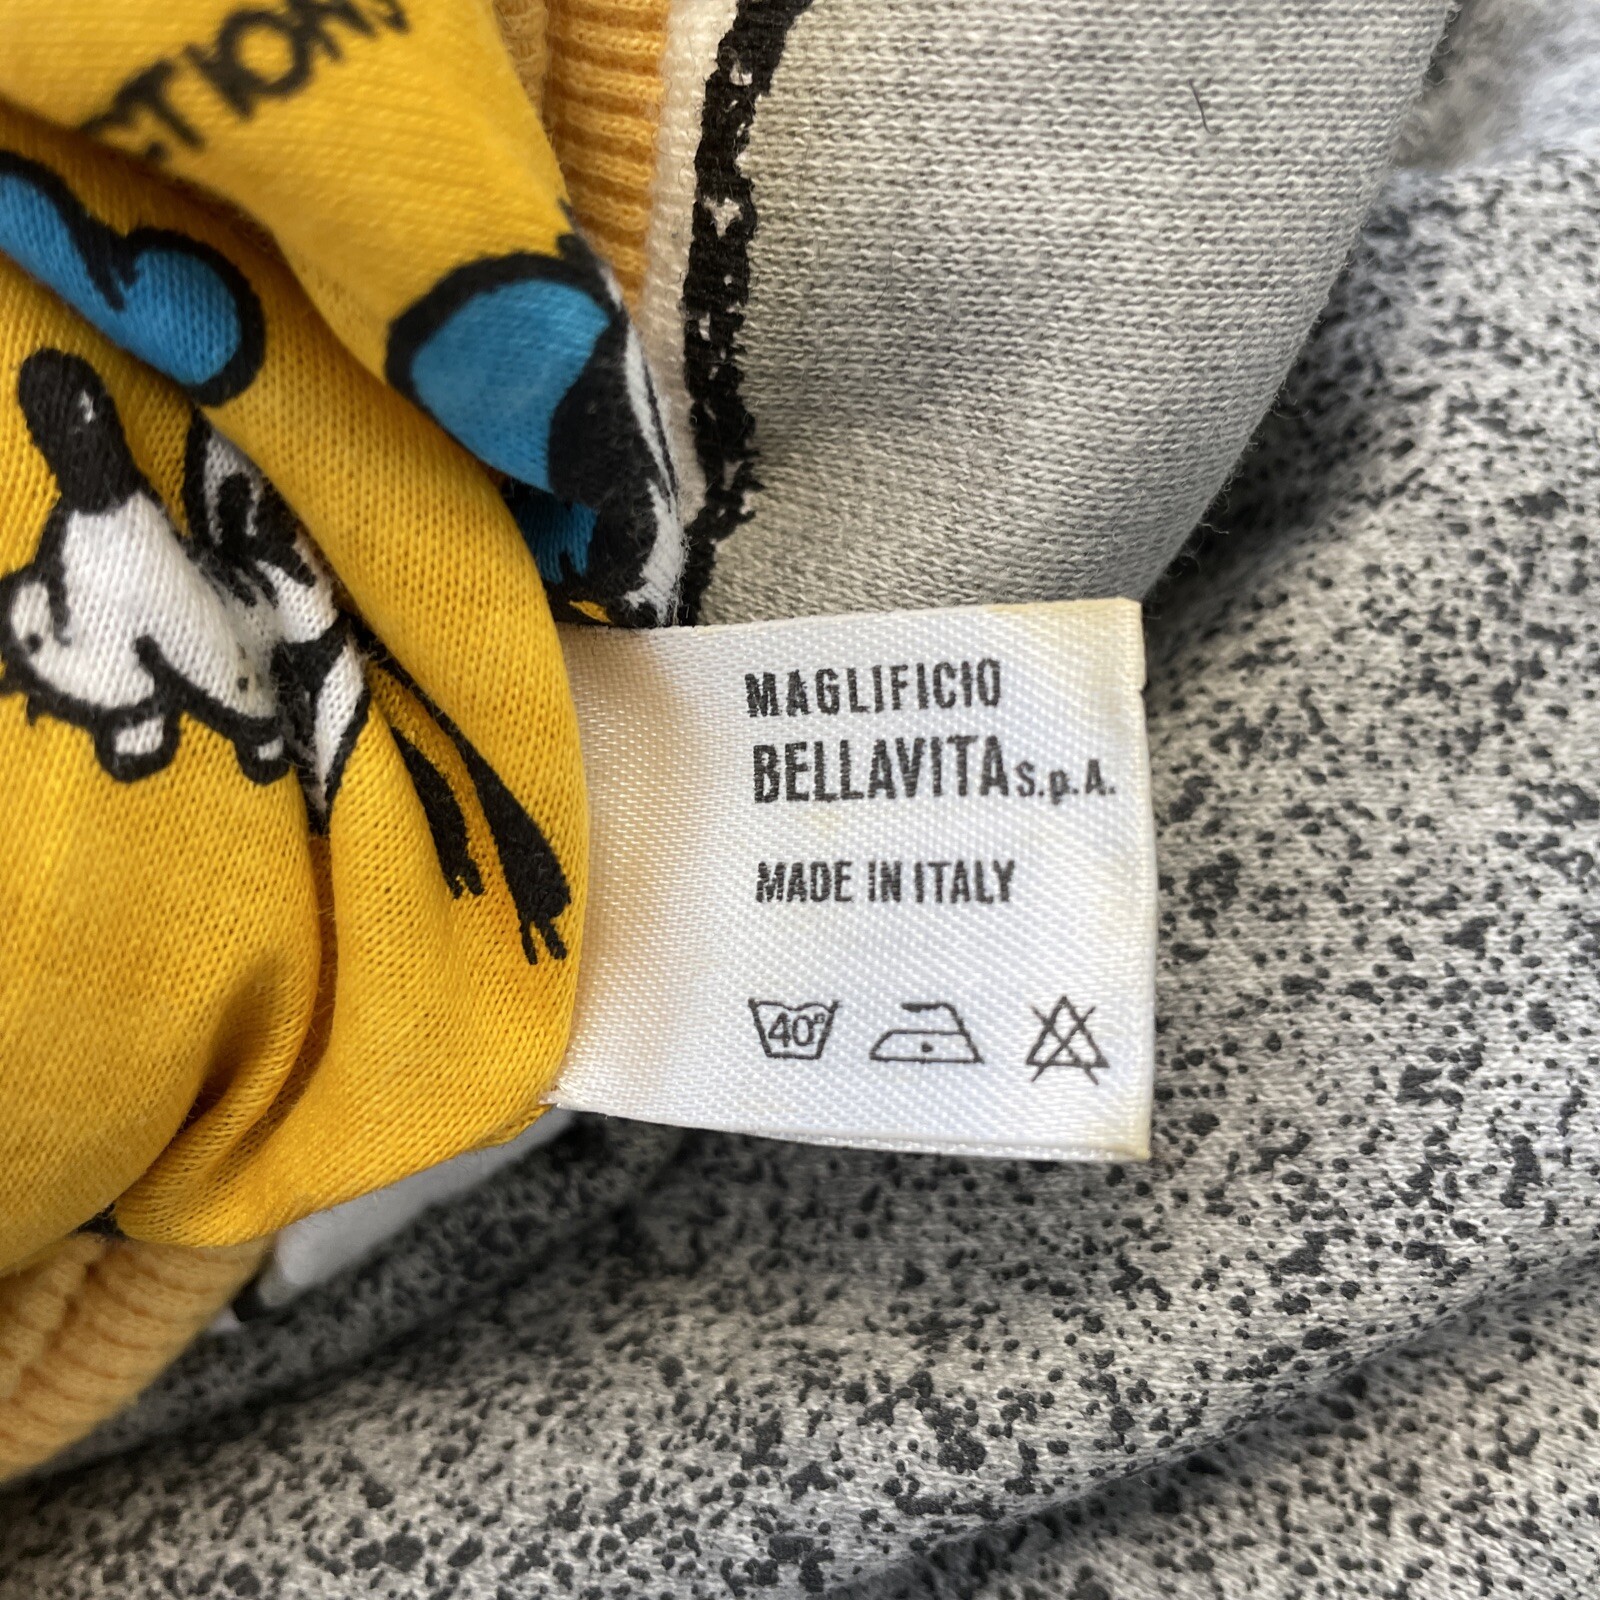 MAGLIFICIO
BELLAVITA S.p.A.
MADE IN ITALY
40°